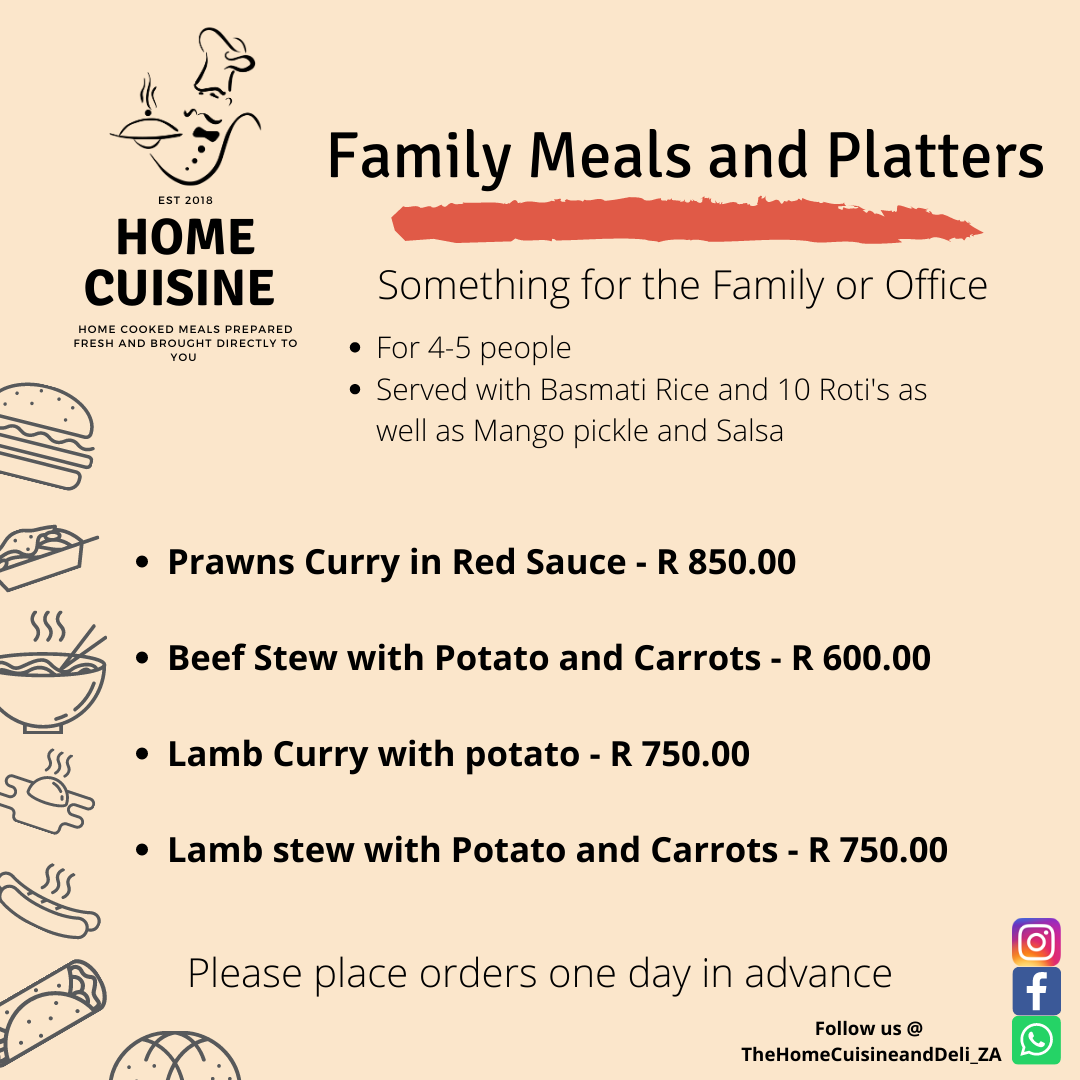 EST 2018
HOME
CUISINE
HOME COOKED MEALS PREPARED
FRESH AND BROUGHT DIRECTLY TO
YOU
Family Meals and Platters
Something for the Family or Office
• For 4-5 people
• Served with Basmati Rice and 10 Roti's as
well as Mango pickle and Salsa
• Prawns Curry in Red Sauce - R 850.00
• Beef Stew with Potato and Carrots - R 600.00
• Lamb Curry with potato - R 750.00
• Lamb stew with Potato and Carrots - R 750.00
Please place orders one day in advance
Follow us @
TheHomeCuisineandDeli_ZA